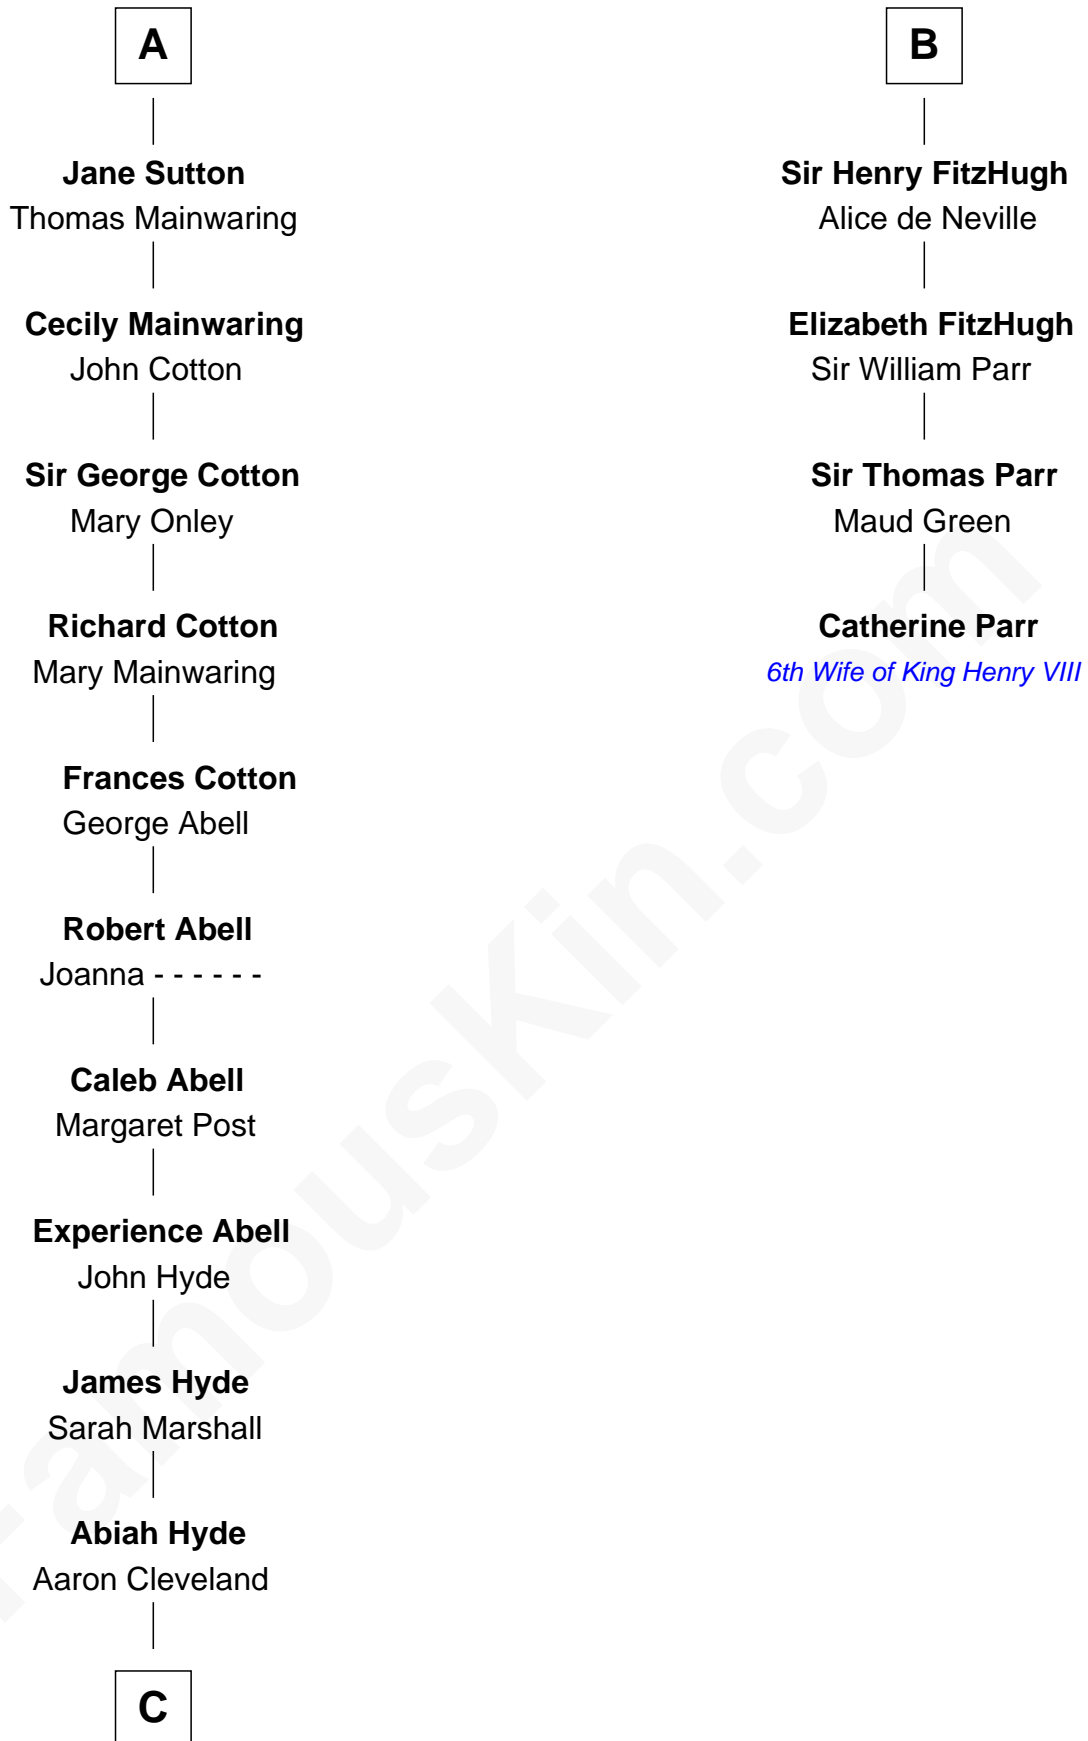 A
Jane Sutton
Thomas Mainwaring
Cecily Mainwaring
John Cotton
Sir George Cotton
Mary Onley
Richard Cotton
Mary Mainwaring
Frances Cotton
George Abell
Robert Abell
Joanna - - - - - -
Caleb Abell
Margaret Post
Experience Abell
John Hyde
James Hyde
Sarah Marshall
Abiah Hyde
Aaron Cleveland
C
B
Sir Henry FitzHugh
Alice de Neville
Elizabeth FitzHugh
Sir William Parr
Sir Thomas Parr
Maud Green
Catherine Parr
6th Wife of King Henry VIII
FamousKin.com